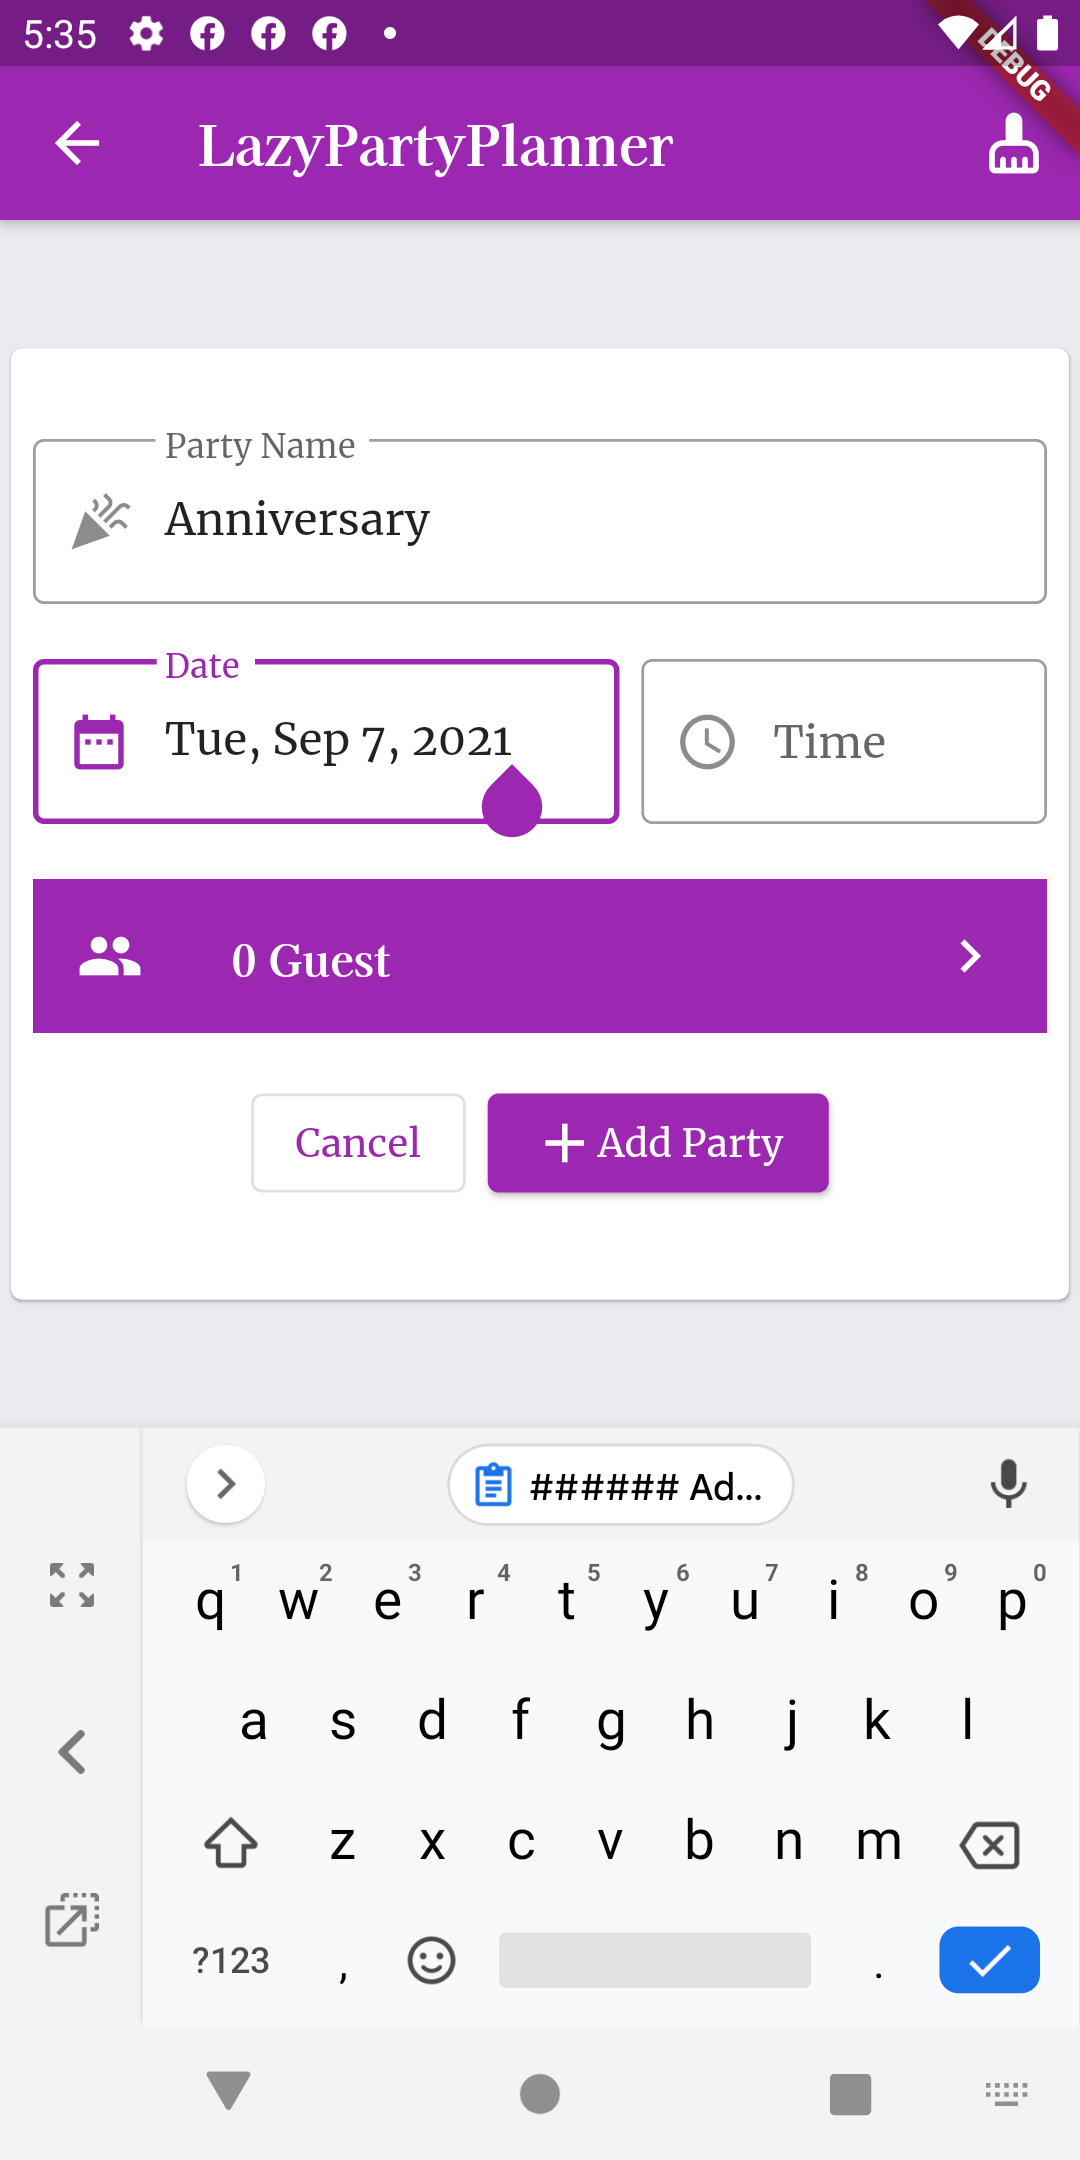 5:35
DEBUG
LazyPartyPlanner
Party Name
Anniversary
Date
Tue, Sep 7, 2021
Time
0 Guest
Cancel
+ Add Party
###### Ad...
1 2 3 4 5 6 7 8 9 0
q w e r t y u i o p
a s d f g h j k l
z x c v b n m
?123 , .